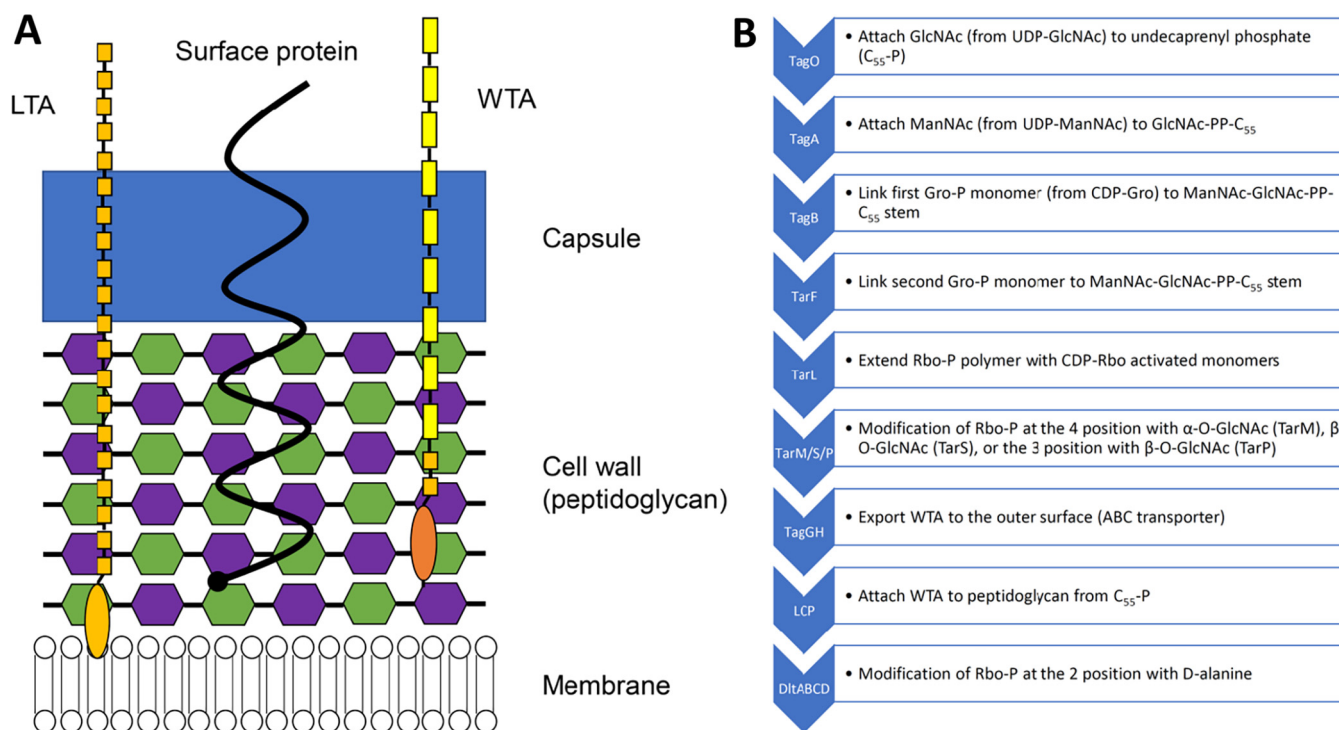 A
Surface protein
LTA
WTA
Capsule
Cell wall
(peptidoglycan)
Membrane
B
TagO
• Attach GlcNAc (from UDP-GlcNAc) to undecaprenyl phosphate
(C₅₅-P)
TagA
• Attach ManNAc (from UDP-ManNAc) to GlcNAc-PP-C₅₅
TagB
• Link first Gro-P monomer (from CDP-Gro) to ManNAc-GlcNAc-PP-
C₅₅ stem
TarF
• Link second Gro-P monomer to ManNAc-GlcNAc-PP-C₅₅ stem
TarL
• Extend Rbo-P polymer with CDP-Rbo activated monomers
TarM/S/P
• Modification of Rbo-P at the 4 position with α-O-GlcNAc (TarM), β
O-GlcNAc (TarS), or the 3 position with β-O-GlcNAc (TarP)
TagGH
• Export WTA to the outer surface (ABC transporter)
LCP
• Attach WTA to peptidoglycan from C₅₅-P
DltABCD
• Modification of Rbo-P at the 2 position with D-alanine